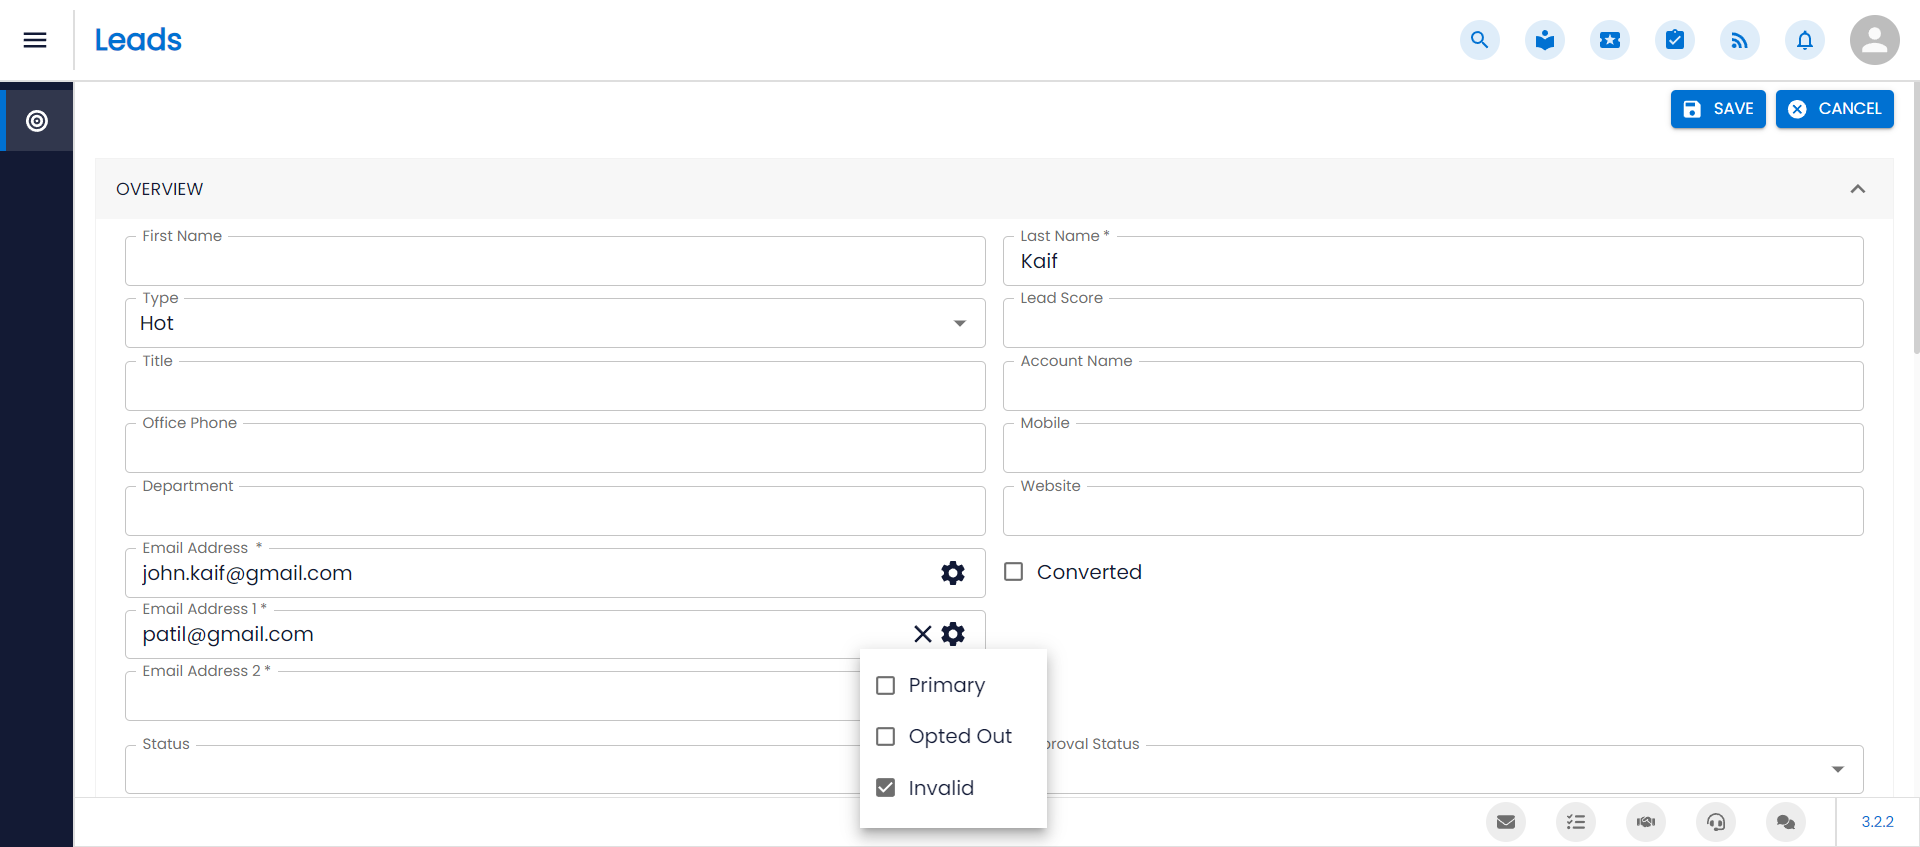 Leads
SAVE
CANCEL
OVERVIEW
First Name
Last Name *
Kaif
Type
Hot
Lead Score
Title
Account Name
Office Phone
Mobile
Department
Website
Email Address *
john.kaif@gmail.com
Converted
Email Address 1 *
patil@gmail.com
Email Address 2 *
Primary
Opted Out
Invalid
Status
proval Status
3.2.2